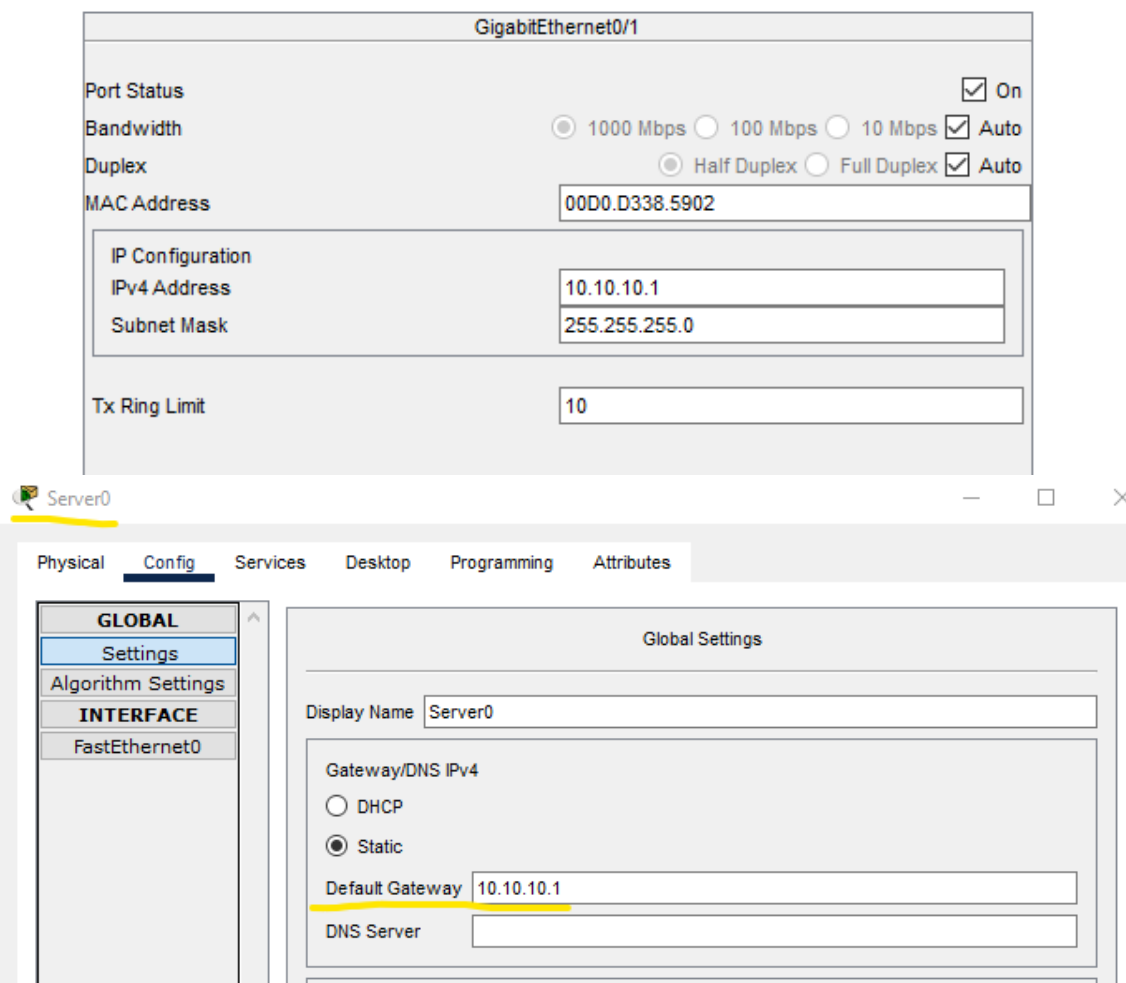 GigabitEthernet0/1
Port Status On
Bandwidth 1000 Mbps 100 Mbps 10 Mbps Auto
Duplex Half Duplex Full Duplex Auto
MAC Address 00D0.D338.5902
IP Configuration
IPv4 Address 10.10.10.1
Subnet Mask 255.255.255.0
Tx Ring Limit 10
Server0
Physical Config Services Desktop Programming Attributes
GLOBAL
Settings
Algorithm Settings
INTERFACE
FastEthernet0
Global Settings
Display Name Server0
Gateway/DNS IPv4
DHCP
Static
Default Gateway 10.10.10.1
DNS Server